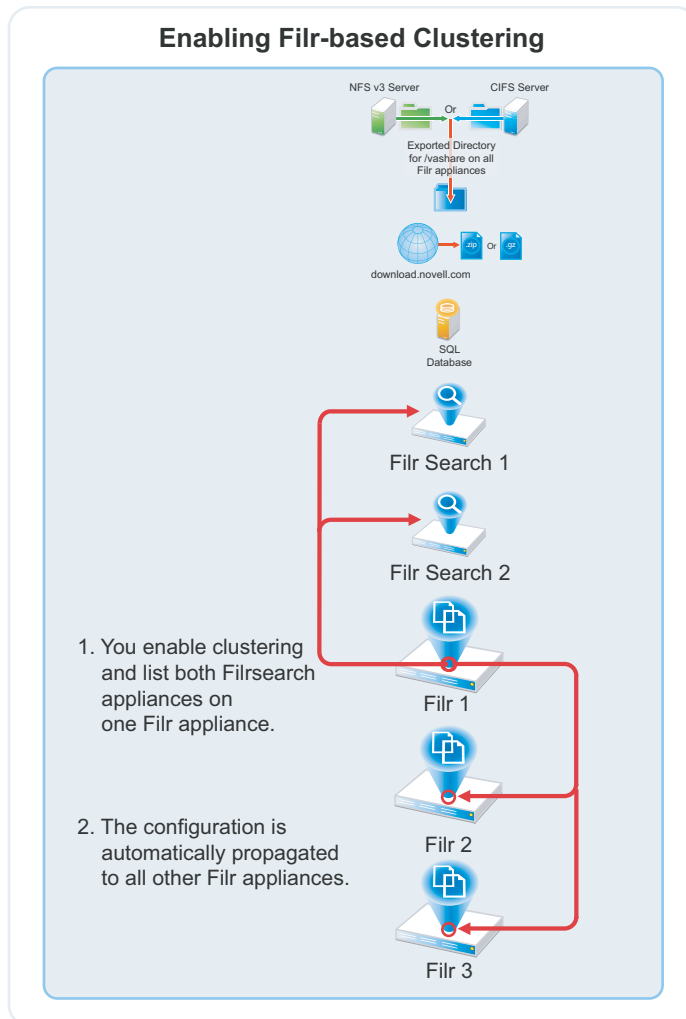 Enabling Filr-based Clustering
NFS v3 Server
CIFS Server
Or
Exported Directory
for /vashare on all
Filr appliances
.zip
Or
.gz
download.novell.com
SQL
Database
Filr Search 1
Filr Search 2
1. You enable clustering
and list both Filrsearch
appliances on
one Filr appliance.
Filr 1
Filr 2
2. The configuration is
automatically propagated
to all other Filr appliances.
Filr 3